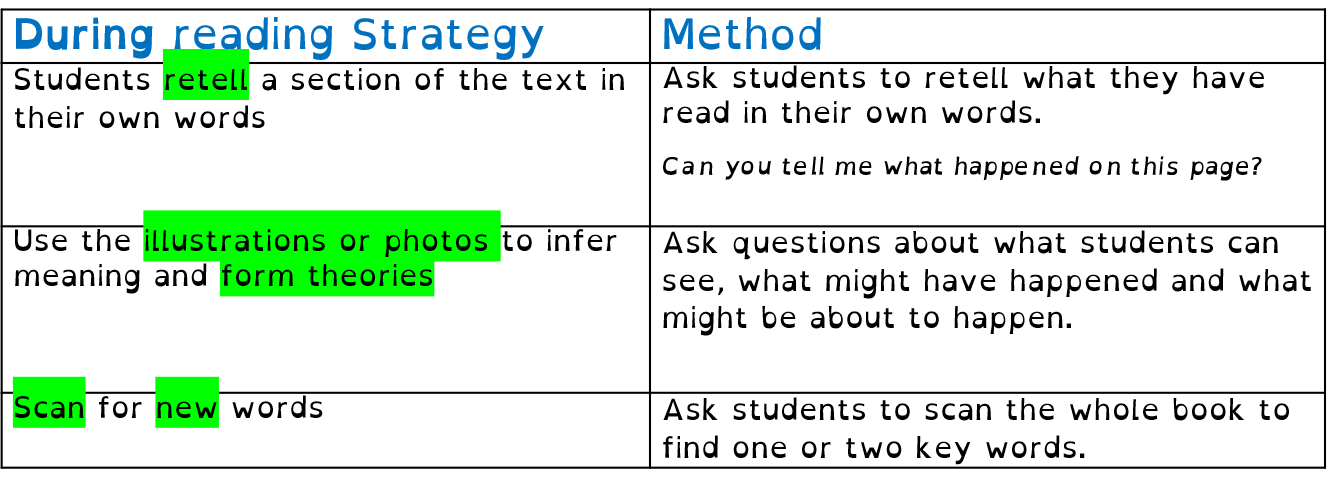 During reading Strategy
Method
Students retell a section of the text in
their own words
Ask students to retell what they have
read in their own words.
Can you tell me what happened on this page?
Use the illustrations or photos to infer
meaning and form theories
Ask questions about what students can
see, what might have happened and what
might be about to happen.
Scan for new words
Ask students to scan the whole book to
find one or two key words.